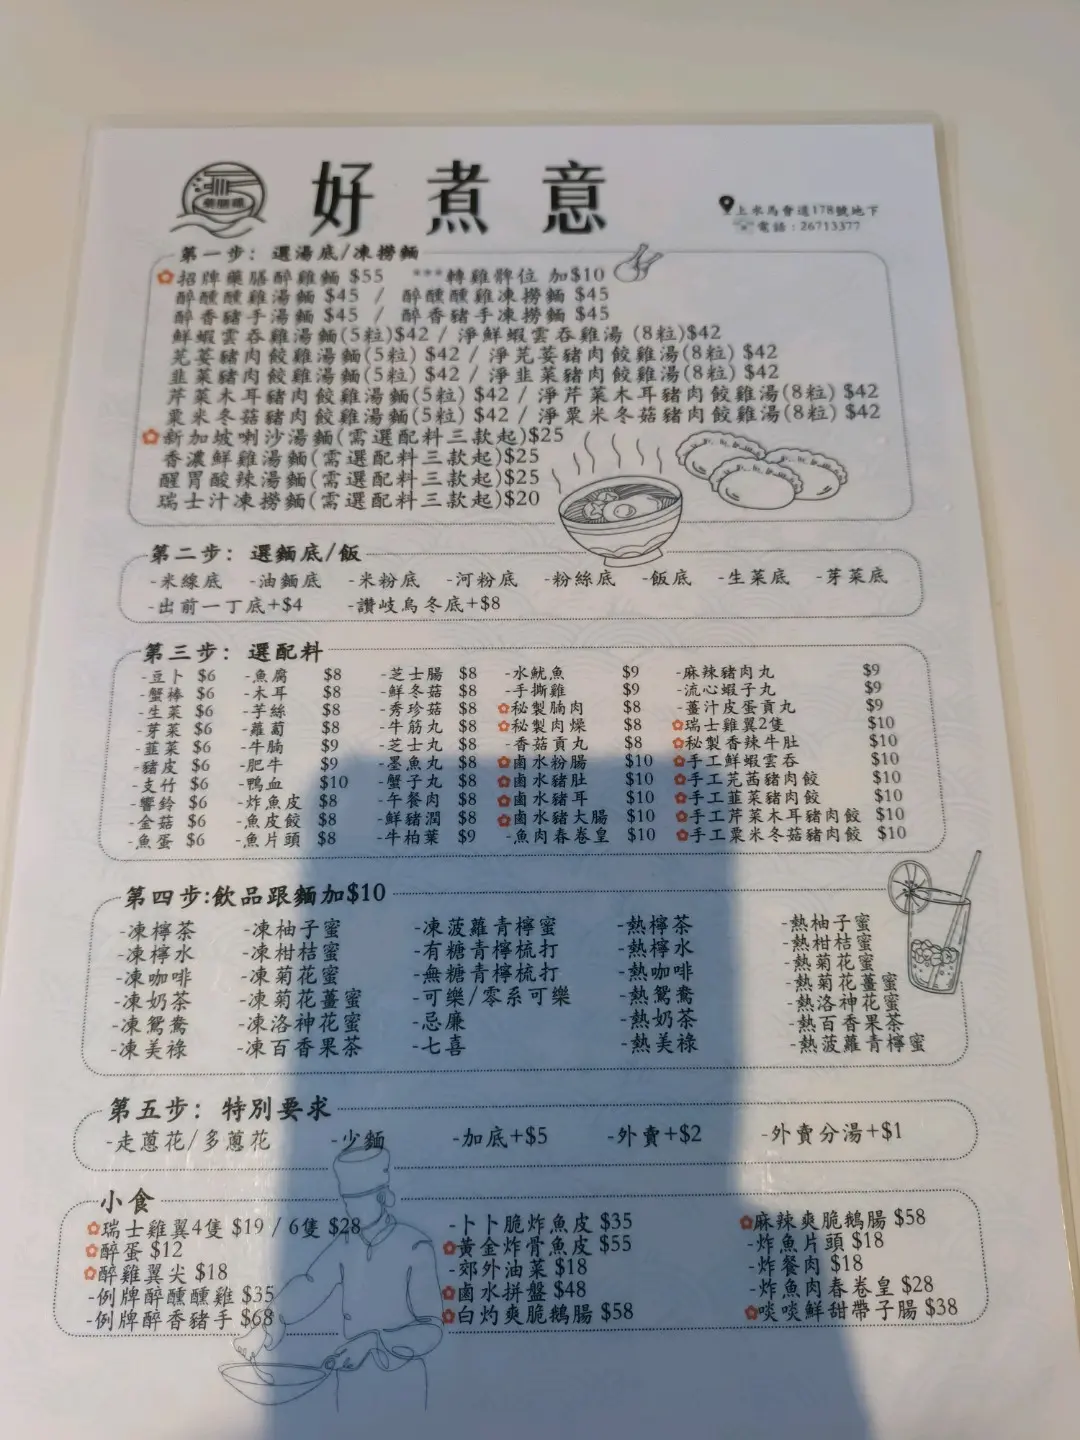 藥膳雞
好煮意
上水馬會道178號地下
電話：26713377
第一步：選湯底/凍撈麵
招牌藥膳醉雞麵 $55 ***轉雞髀位 加$10
醉醺醺雞湯麵 $45 / 醉醺醺雞凍撈麵 $45
醉香豬手湯麵 $45 / 醉香豬手凍撈麵 $45
鮮蝦雲吞雞湯麵(5粒)$42 / 淨鮮蝦雲吞雞湯 (8粒)$42
芫荽豬肉餃雞湯麵(5粒) $42 / 淨芫荽豬肉餃雞湯(8粒) $42
韭菜豬肉餃雞湯麵(5粒) $42 / 淨韭菜豬肉餃雞湯(8粒) $42
芹菜木耳豬肉餃雞湯麵(5粒) $42 / 淨芹菜木耳豬肉餃雞湯(8粒) $42
粟米冬菇豬肉餃雞湯麵(5粒) $42 / 淨粟米冬菇豬肉餃雞湯(8粒) $42
新加坡喇沙湯麵(需選配料三款起)$25
香濃鮮雞湯麵(需選配料三款起)$25
醒胃酸辣湯麵(需選配料三款起)$25
瑞士汁凍撈麵(需選配料三款起)$20
第二步：選麵底/飯
-米線底 -油麵底 -米粉底 -河粉底 -粉絲底 -飯底 -生菜底 -芽菜底
-出前一丁底+$4 -讚岐烏冬底+$8
第三步：選配料
-豆卜 $6 -魚腐 $8 -芝士腸 $8 -水魷魚 $9 -麻辣豬肉丸 $9
-蟹棒 $6 -木耳 $8 -鮮冬菇 $8 -手撕雞 $9 -流心蝦子丸 $9
-生菜 $6 -芋絲 $8 -秀珍菇 $8 秘製腩肉 $8 -薑汁皮蛋貢丸 $9
-芽菜 $6 -蘿蔔 $8 -牛筋丸 $8 秘製肉燥 $8 瑞士雞翼2隻 $10
-韮菜 $6 -牛腩 $9 -芝士丸 $8 -香菇貢丸 $8 秘製香辣牛肚 $10
-豬皮 $6 -肥牛 $9 -墨魚丸 $8 鹵水粉腸 $10 手工鮮蝦雲吞 $10
-支竹 $6 -鴨血 $10 -蟹子丸 $8 鹵水豬肚 $10 手工芫茜豬肉餃 $10
-響鈴 $6 -炸魚皮 $8 -午餐肉 $8 鹵水豬耳 $10 手工韮菜豬肉餃 $10
-金菇 $6 -魚皮餃 $8 -鮮豬潤 $8 鹵水豬大腸 $10 手工芹菜木耳豬肉餃 $10
-魚蛋 $6 -魚片頭 $8 -牛柏葉 $9 -魚肉春卷皇 $10 手工粟米冬菇豬肉餃 $10
第四步:飲品跟麵加$10
-凍檸茶 -凍柚子蜜 -凍菠蘿青檸蜜 -熱檸茶 -熱柚子蜜
-凍檸水 -凍柑桔蜜 -有糖青檸梳打 -熱檸水 -熱柑桔蜜
-凍咖啡 -凍菊花蜜 -無糖青檸梳打 -熱咖啡 -熱菊花蜜
-凍奶茶 -凍菊花薑蜜 -可樂/零系可樂 -熱鴛鴦 -熱菊花薑蜜
-凍鴛鴦 -凍洛神花蜜 -忌廉 -熱奶茶 -熱洛神花蜜
-凍美祿 -凍百香果茶 -七喜 -熱美祿 -熱百香果茶
-熱菠蘿青檸蜜
第五步：特別要求
-走蔥花/多蔥花 -少麵 -加底+$5 -外賣+$2 -外賣分湯+$1
小食
瑞士雞翼4隻 $19 / 6隻 $28 -卜卜脆炸魚皮 $35 麻辣爽脆鵝腸 $58
醉蛋 $12 黃金炸骨魚皮 $55 -炸魚片頭 $18
醉雞翼尖 $18 -郊外油菜 $18 -炸餐肉 $18
-例牌醉醺醺雞 $35 鹵水拼盤 $48 -炸魚肉春卷皇 $28
-例牌醉香豬手 $68 白灼爽脆鵝腸 $58 啖啖鮮甜帶子腸 $38